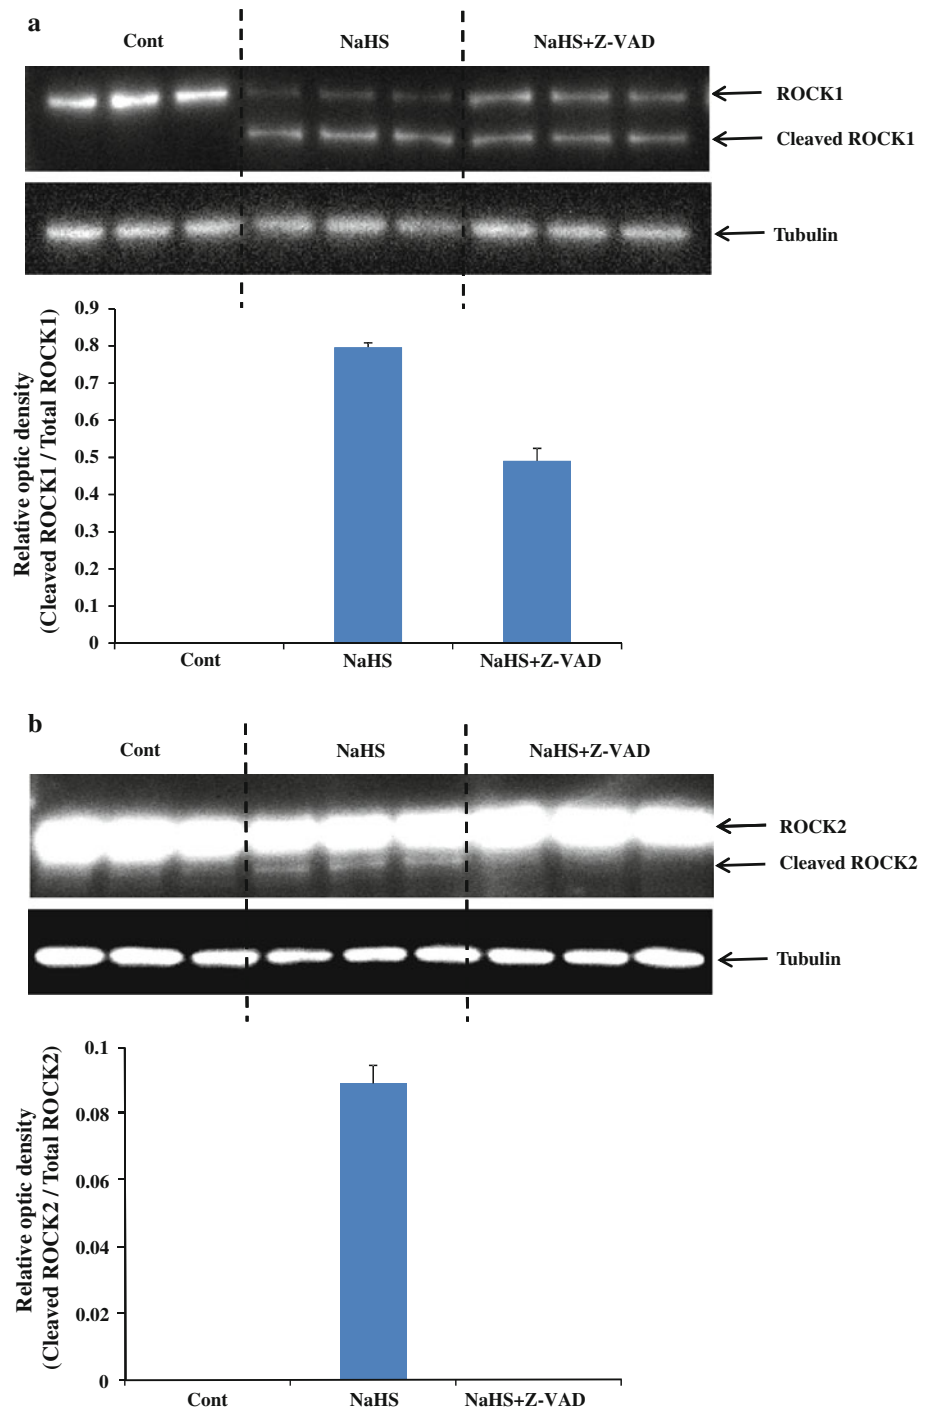 a
Cont NaHS NaHS+Z-VAD
ROCK1
Cleaved ROCK1
Tubulin
Relative optic density
(Cleaved ROCK1 / Total ROCK1)
0.9
0.8
0.7
0.6
0.5
0.4
0.3
0.2
0.1
0
Cont NaHS NaHS+Z-VAD
b
Cont NaHS NaHS+Z-VAD
ROCK2
Cleaved ROCK2
Tubulin
Relative optic density
(Cleaved ROCK2 / Total ROCK2)
0.1
0.08
0.06
0.04
0.02
0
Cont NaHS NaHS+Z-VAD